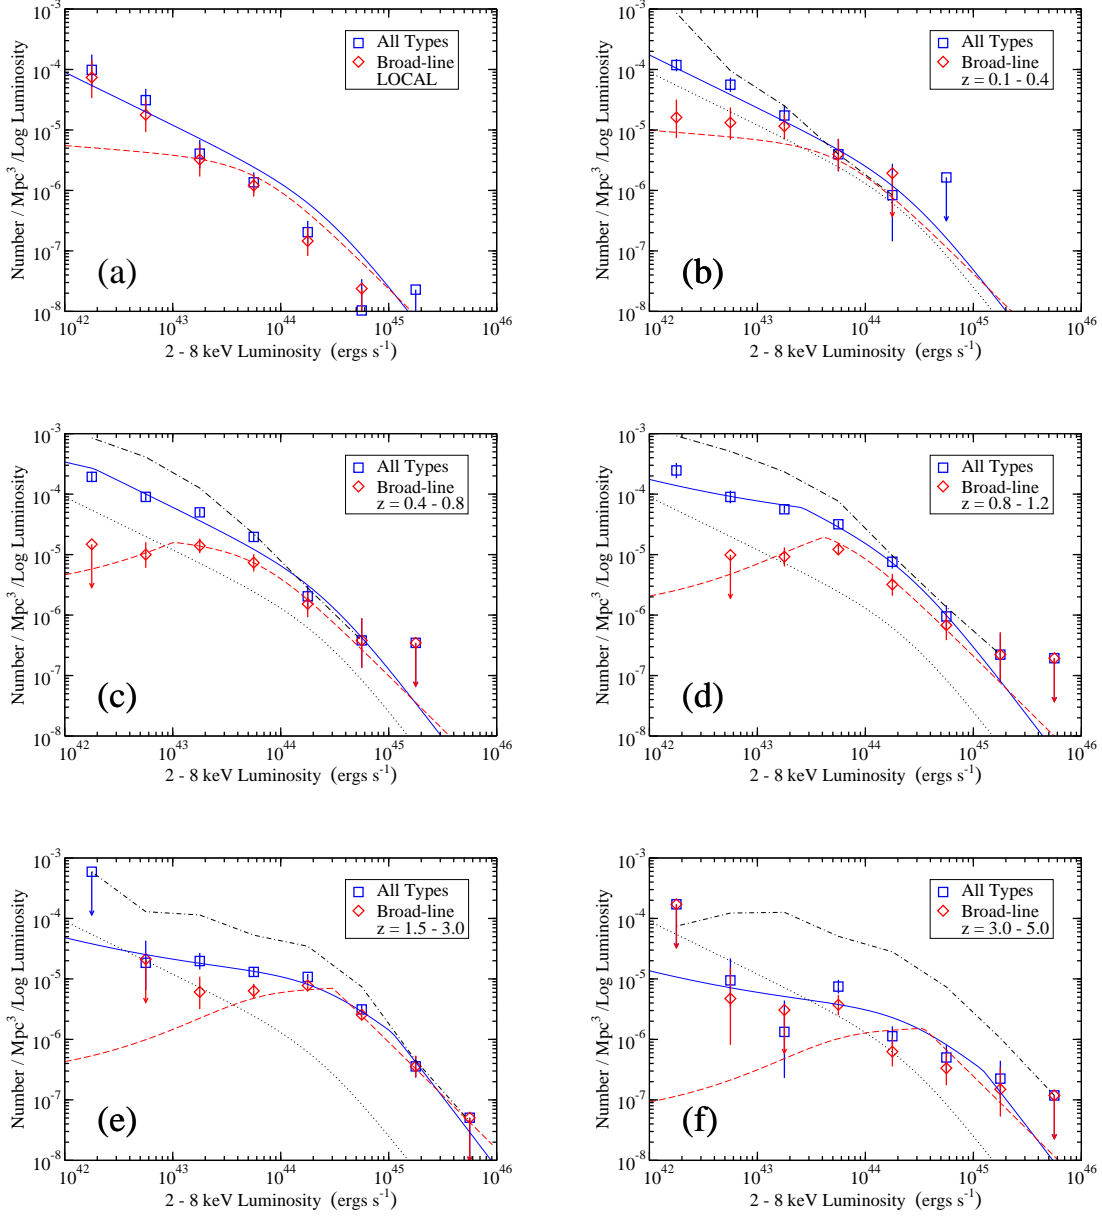 10^-3
10^-4
10^-5
10^-6
10^-7
10^-8
Number / Mpc^3 /Log Luminosity
All Types
Broad-line
LOCAL
(a)
10^42 10^43 10^44 10^45 10^46
2 - 8 keV Luminosity (ergs s^-1)
10^-3
10^-4
10^-5
10^-6
10^-7
10^-8
Number / Mpc^3 /Log Luminosity
All Types
Broad-line
z = 0.1 - 0.4
(b)
10^42 10^43 10^44 10^45 10^46
2 - 8 keV Luminosity (ergs s^-1)
10^-3
10^-4
10^-5
10^-6
10^-7
10^-8
Number / Mpc^3 /Log Luminosity
All Types
Broad-line
z = 0.4 - 0.8
(c)
10^42 10^43 10^44 10^45 10^46
2 - 8 keV Luminosity (ergs s^-1)
10^-3
10^-4
10^-5
10^-6
10^-7
10^-8
Number / Mpc^3 /Log Luminosity
All Types
Broad-line
z = 0.8 - 1.2
(d)
10^42 10^43 10^44 10^45 10^46
2 - 8 keV Luminosity (ergs s^-1)
10^-3
10^-4
10^-5
10^-6
10^-7
10^-8
Number / Mpc^3 /Log Luminosity
All Types
Broad-line
z = 1.5 - 3.0
(e)
10^42 10^43 10^44 10^45 10^46
2 - 8 keV Luminosity (ergs s^-1)
10^-3
10^-4
10^-5
10^-6
10^-7
10^-8
Number / Mpc^3 /Log Luminosity
All Types
Broad-line
z = 3.0 - 5.0
(f)
10^42 10^43 10^44 10^45 10^46
2 - 8 keV Luminosity (ergs s^-1)